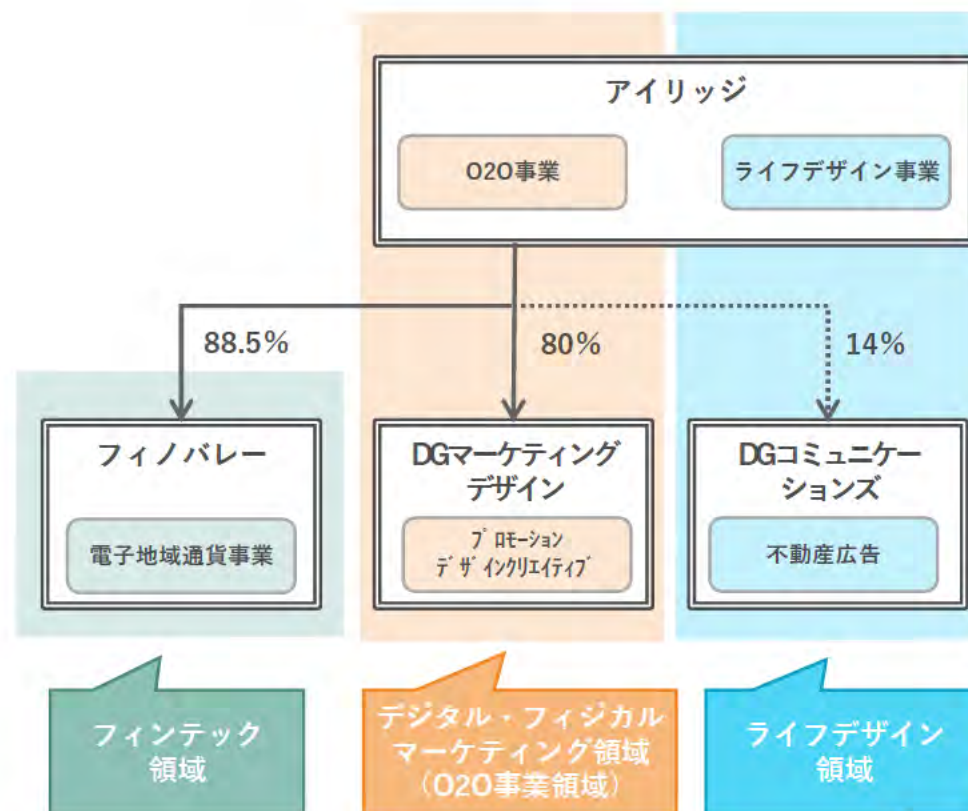 アイリッジ
O2O事業
ライフデザイン事業
88.5%
80%
14%
フィノバレー
電子地域通貨事業
DGマーケティング
デザイン
プロモーション
デザインクリエイティブ
DGコミュニケー
ションズ
不動産広告
フィンテック
領域
デジタル・フィジカル
マーケティング領域
（O2O事業領域）
ライフデザイン
領域